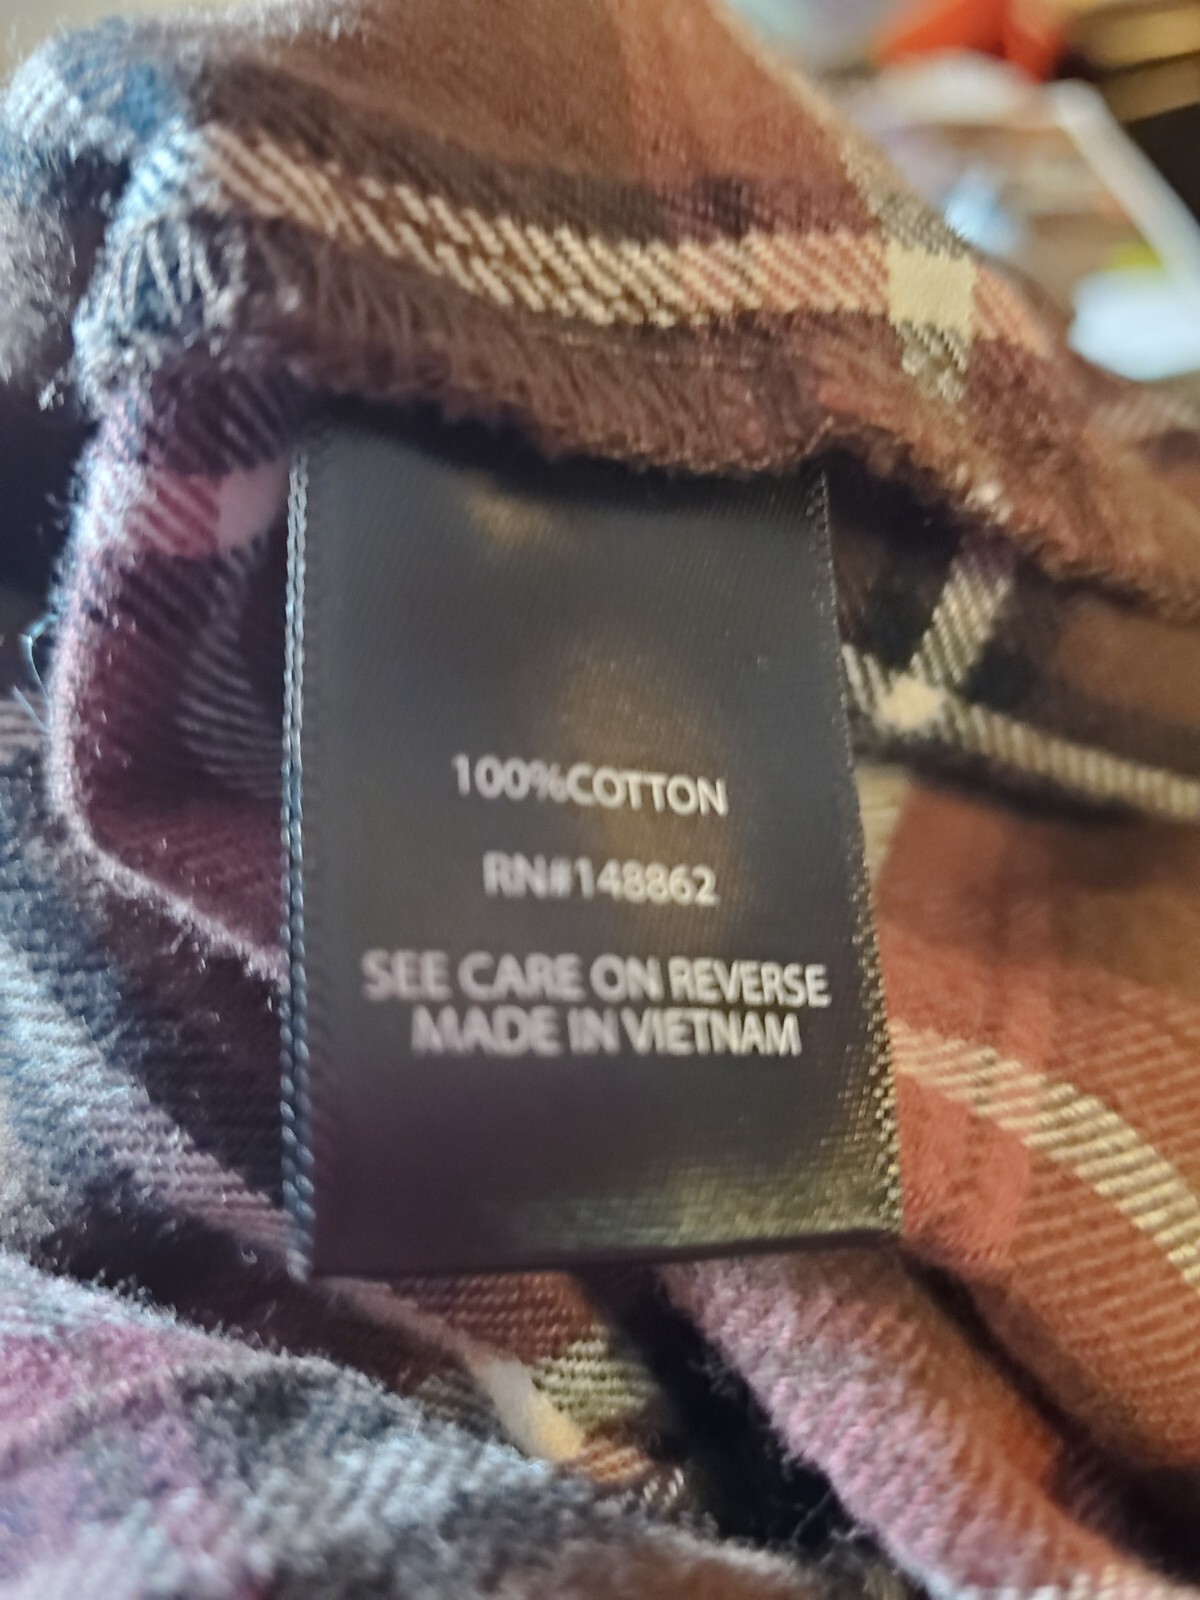 100%COTTON
RN#148862
SEE CARE ON REVERSE
MADE IN VIETNAM